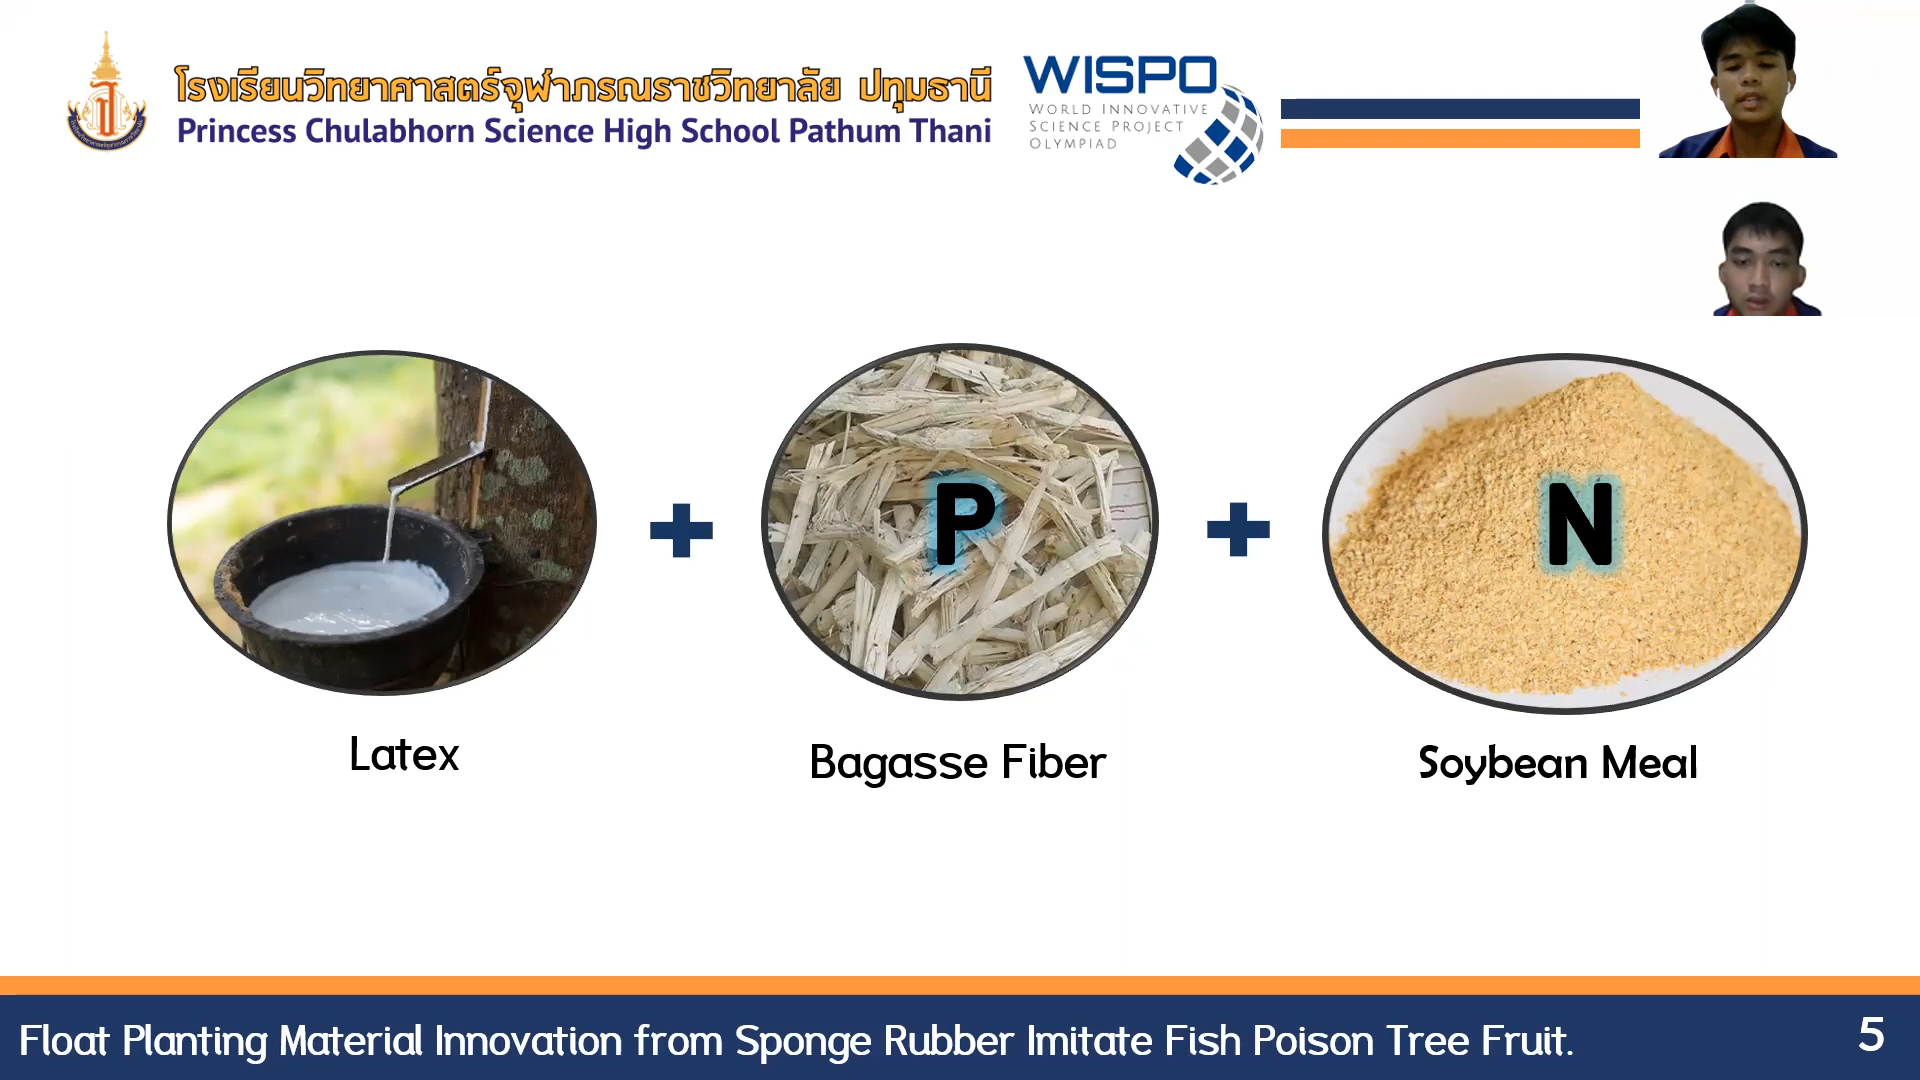 โรงเรียนวิทยาศาสตร์จุฬาภรณราชวิทยาลัย ปทุมธานี
Princess Chulabhorn Science High School Pathum Thani
WISPO
WORLD INNOVATIVE
SCIENCE PROJECT
OLYMPIAD
P
N
Latex
Bagasse Fiber
Soybean Meal
Float Planting Material Innovation from Sponge Rubber Imitate Fish Poison Tree Fruit.
5